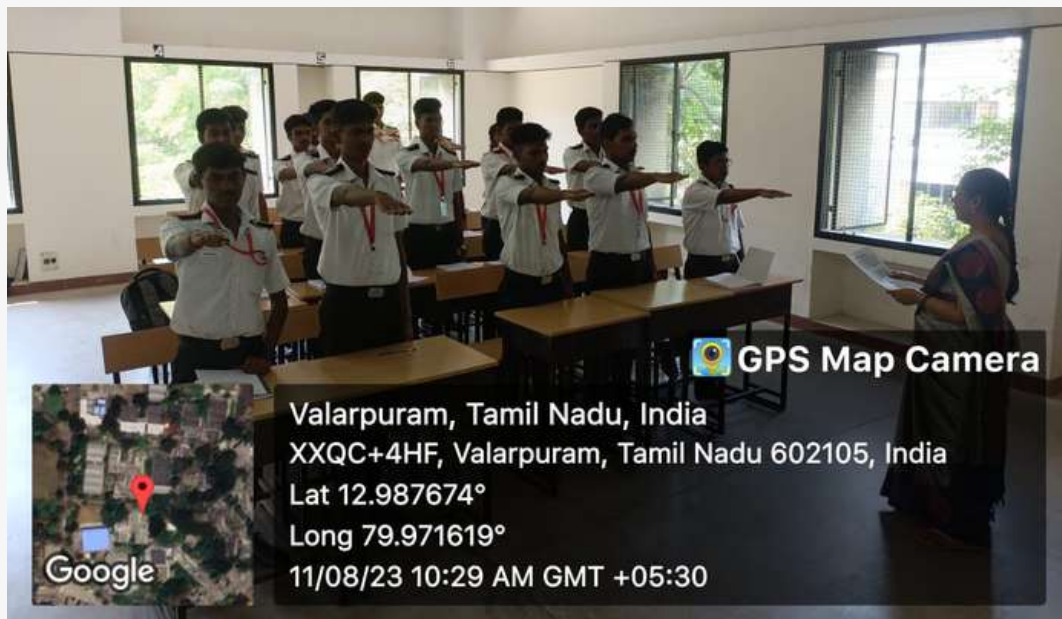 GPS Map Camera
Valarpuram, Tamil Nadu, India
XXQC+4HF, Valarpuram, Tamil Nadu 602105, India
Lat 12.987674°
Long 79.971619°
11/08/23 10:29 AM GMT +05:30
Google